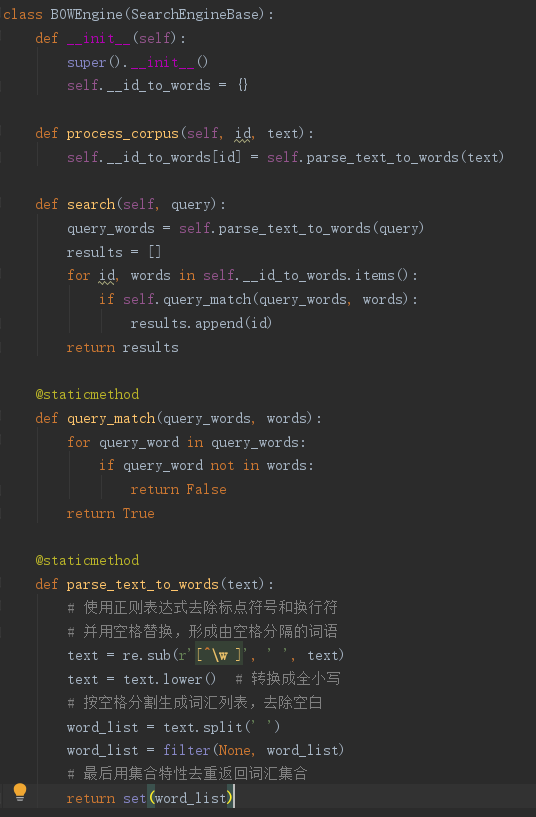 class BOWEngine(SearchEngineBase):
    def __init__(self):
        super().__init__()
        self.__id_to_words = {}

    def process_corpus(self, id, text):
        self.__id_to_words[id] = self.parse_text_to_words(text)

    def search(self, query):
        query_words = self.parse_text_to_words(query)
        results = []
        for id, words in self.__id_to_words.items():
            if self.query_match(query_words, words):
                results.append(id)
        return results

    @staticmethod
    def query_match(query_words, words):
        for query_word in query_words:
            if query_word not in words:
                return False
        return True

    @staticmethod
    def parse_text_to_words(text):
        # 使用正则表达式去除标点符号和换行符
        # 并用空格替换，形成由空格分隔的词语
        text = re.sub(r'[^\w ]', ' ', text)
        text = text.lower()  # 转换成全小写
        # 按空格分割生成词汇列表，去除空白
        word_list = text.split(' ')
        word_list = filter(None, word_list)
        # 最后用集合特性去重返回词汇集合
        return set(word_list)